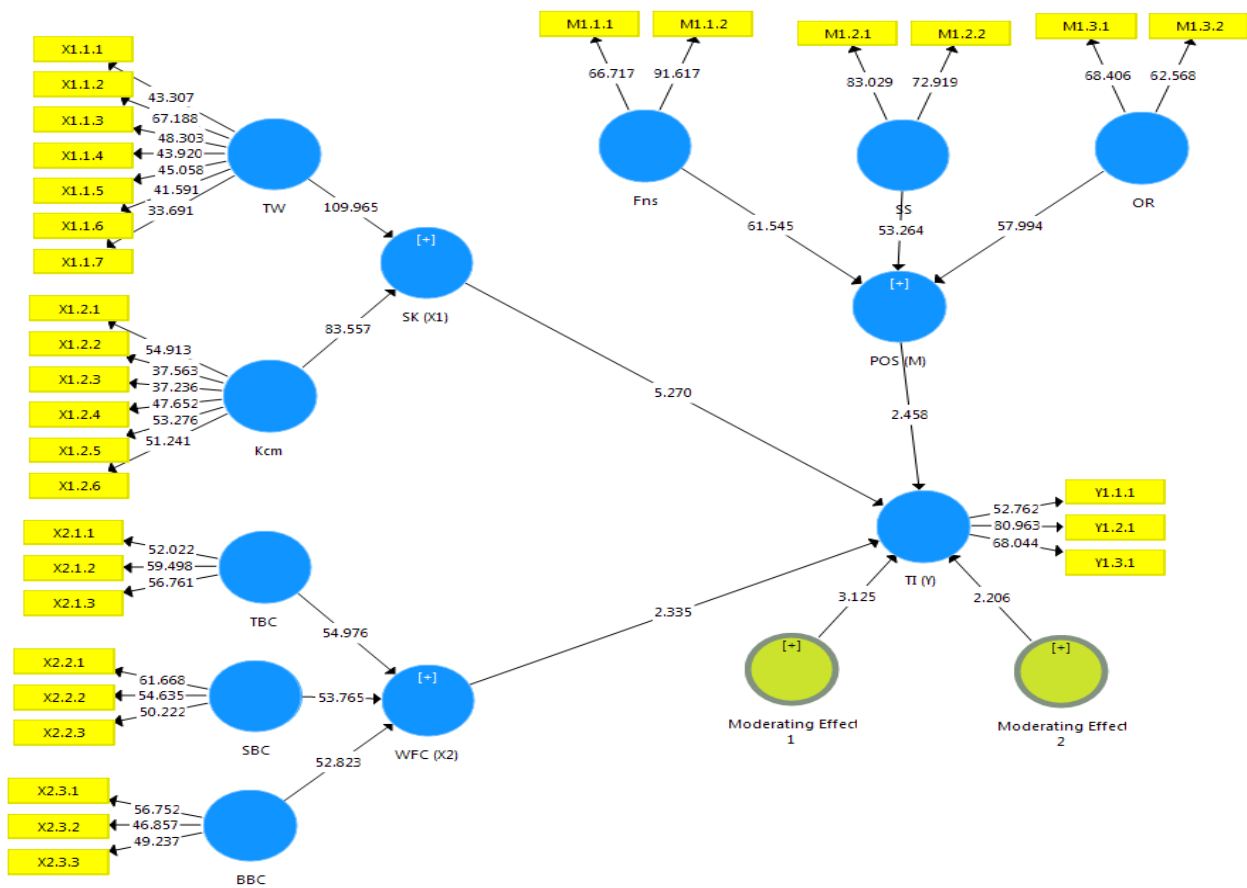 M1.1.1
M1.1.2
M1.2.1
M1.2.2
M1.3.1
M1.3.2
66.717
91.617
83.029
72.919
68.406
62.568
Fns
SS
OR
61.545
53.264
57.994
[+]
POS (M)
2.458
X1.1.1
X1.1.2
X1.1.3
X1.1.4
X1.1.5
X1.1.6
X1.1.7
43.307
67.188
48.303
43.920
45.058
41.591
33.691
TW
109.965
[+]
SK (X1)
X1.2.1
X1.2.2
X1.2.3
X1.2.4
X1.2.5
X1.2.6
54.913
37.563
37.236
47.652
53.276
51.241
Kcm
83.557
5.270
X2.1.1
X2.1.2
X2.1.3
52.022
59.498
56.761
TBC
54.976
X2.2.1
X2.2.2
X2.2.3
61.668
54.635
50.222
SBC
53.765
[+]
WFC (X2)
X2.3.1
X2.3.2
X2.3.3
56.752
46.857
49.237
BBC
52.823
2.335
TI (Y)
52.762
80.963
68.044
Y1.1.1
Y1.2.1
Y1.3.1
3.125
2.206
[+]
Moderating Effect
1
[+]
Moderating Effect
2